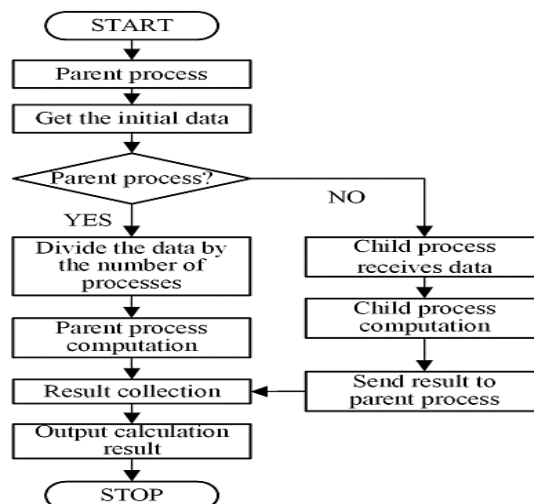 START
Parent process
Get the initial data
Parent process?
NO
YES
Divide the data by
the number of
processes
Child process
receives data
Parent process
computation
Child process
computation
Result collection
Send result to
parent process
Output calculation
result
STOP